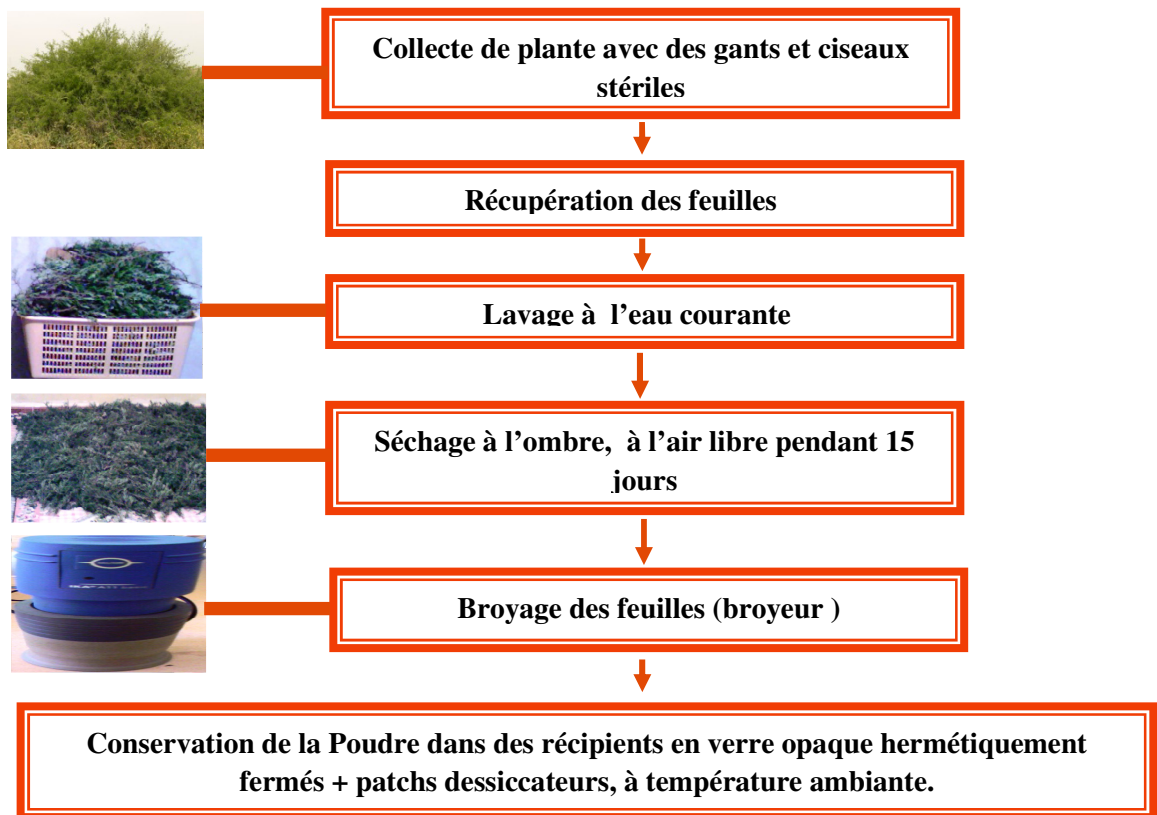 Collecte de plante avec des gants et ciseaux
stériles
Récupération des feuilles
Lavage à l’eau courante
Séchage à l’ombre, à l’air libre pendant 15
jours
Broyage des feuilles (broyeur )
Conservation de la Poudre dans des récipients en verre opaque hermétiquement
fermés + patchs dessiccateurs, à température ambiante.